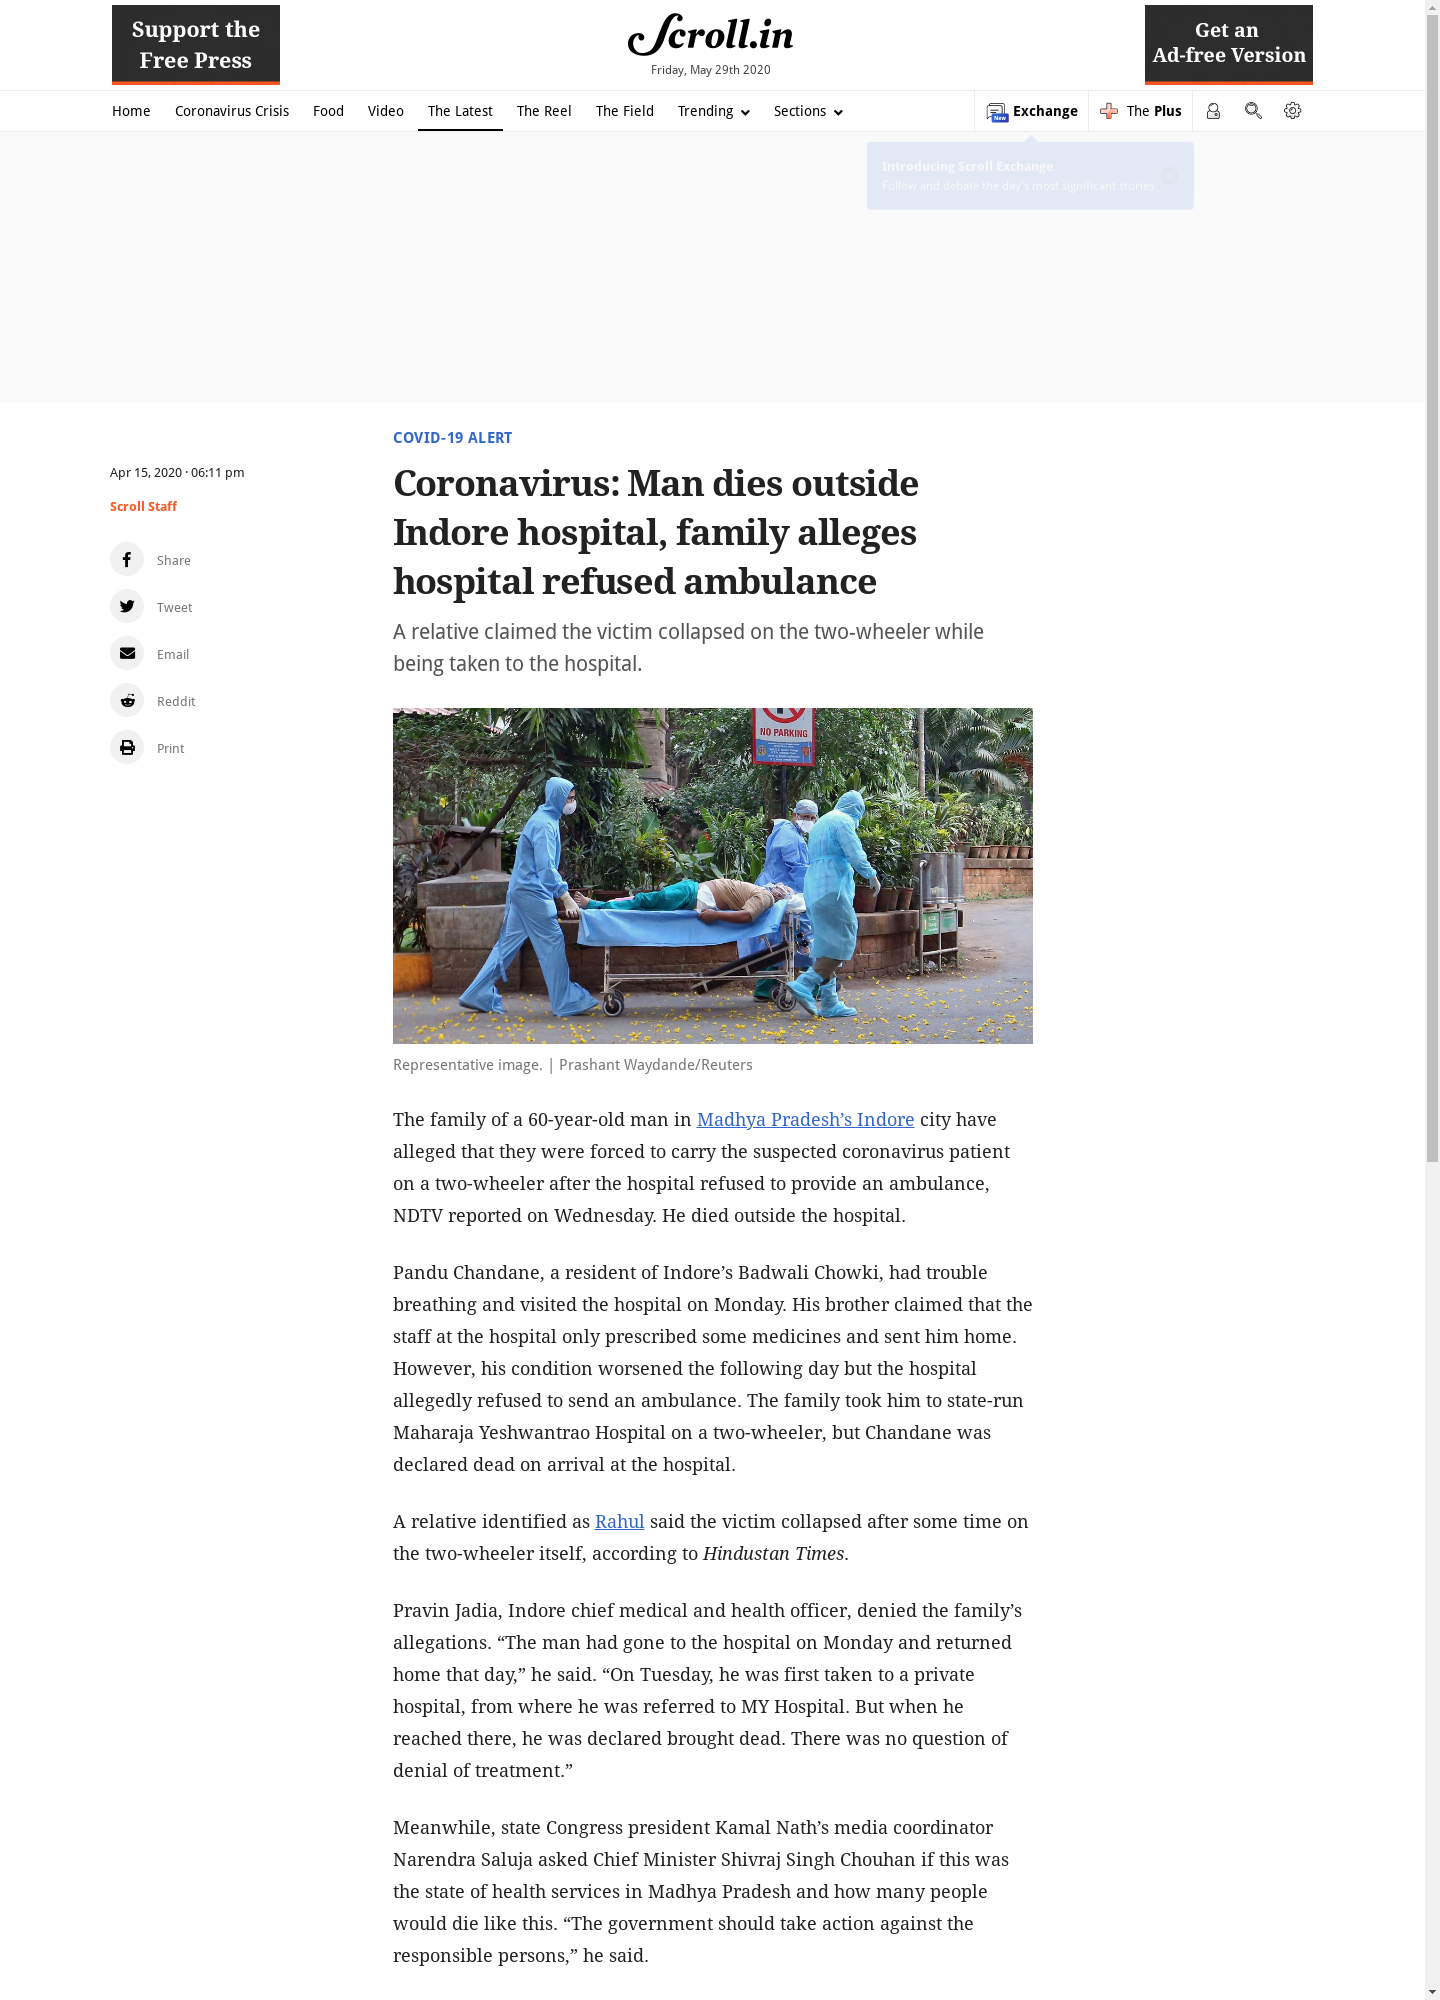 Support the
Free Press
Scroll.in
Friday, May 29th 2020
Get an
Ad-free Version
Home Coronavirus Crisis Food Video The Latest The Reel The Field Trending Sections New Exchange The Plus
Introducing Scroll Exchange
Follow and debate the day's most significant stories
COVID-19 ALERT
Apr 15, 2020 · 06:11 pm
Scroll Staff
Share
Tweet
Email
Reddit
Print
Coronavirus: Man dies outside
Indore hospital, family alleges
hospital refused ambulance
A relative claimed the victim collapsed on the two-wheeler while
being taken to the hospital.
NO PARKING
Representative image. | Prashant Waydande/Reuters
The family of a 60-year-old man in Madhya Pradesh’s Indore city have
alleged that they were forced to carry the suspected coronavirus patient
on a two-wheeler after the hospital refused to provide an ambulance,
NDTV reported on Wednesday. He died outside the hospital.
Pandu Chandane, a resident of Indore’s Badwali Chowki, had trouble
breathing and visited the hospital on Monday. His brother claimed that the
staff at the hospital only prescribed some medicines and sent him home.
However, his condition worsened the following day but the hospital
allegedly refused to send an ambulance. The family took him to state-run
Maharaja Yeshwantrao Hospital on a two-wheeler, but Chandane was
declared dead on arrival at the hospital.
A relative identified as Rahul said the victim collapsed after some time on
the two-wheeler itself, according to Hindustan Times.
Pravin Jadia, Indore chief medical and health officer, denied the family’s
allegations. “The man had gone to the hospital on Monday and returned
home that day,” he said. “On Tuesday, he was first taken to a private
hospital, from where he was referred to MY Hospital. But when he
reached there, he was declared brought dead. There was no question of
denial of treatment.”
Meanwhile, state Congress president Kamal Nath’s media coordinator
Narendra Saluja asked Chief Minister Shivraj Singh Chouhan if this was
the state of health services in Madhya Pradesh and how many people
would die like this. “The government should take action against the
responsible persons,” he said.